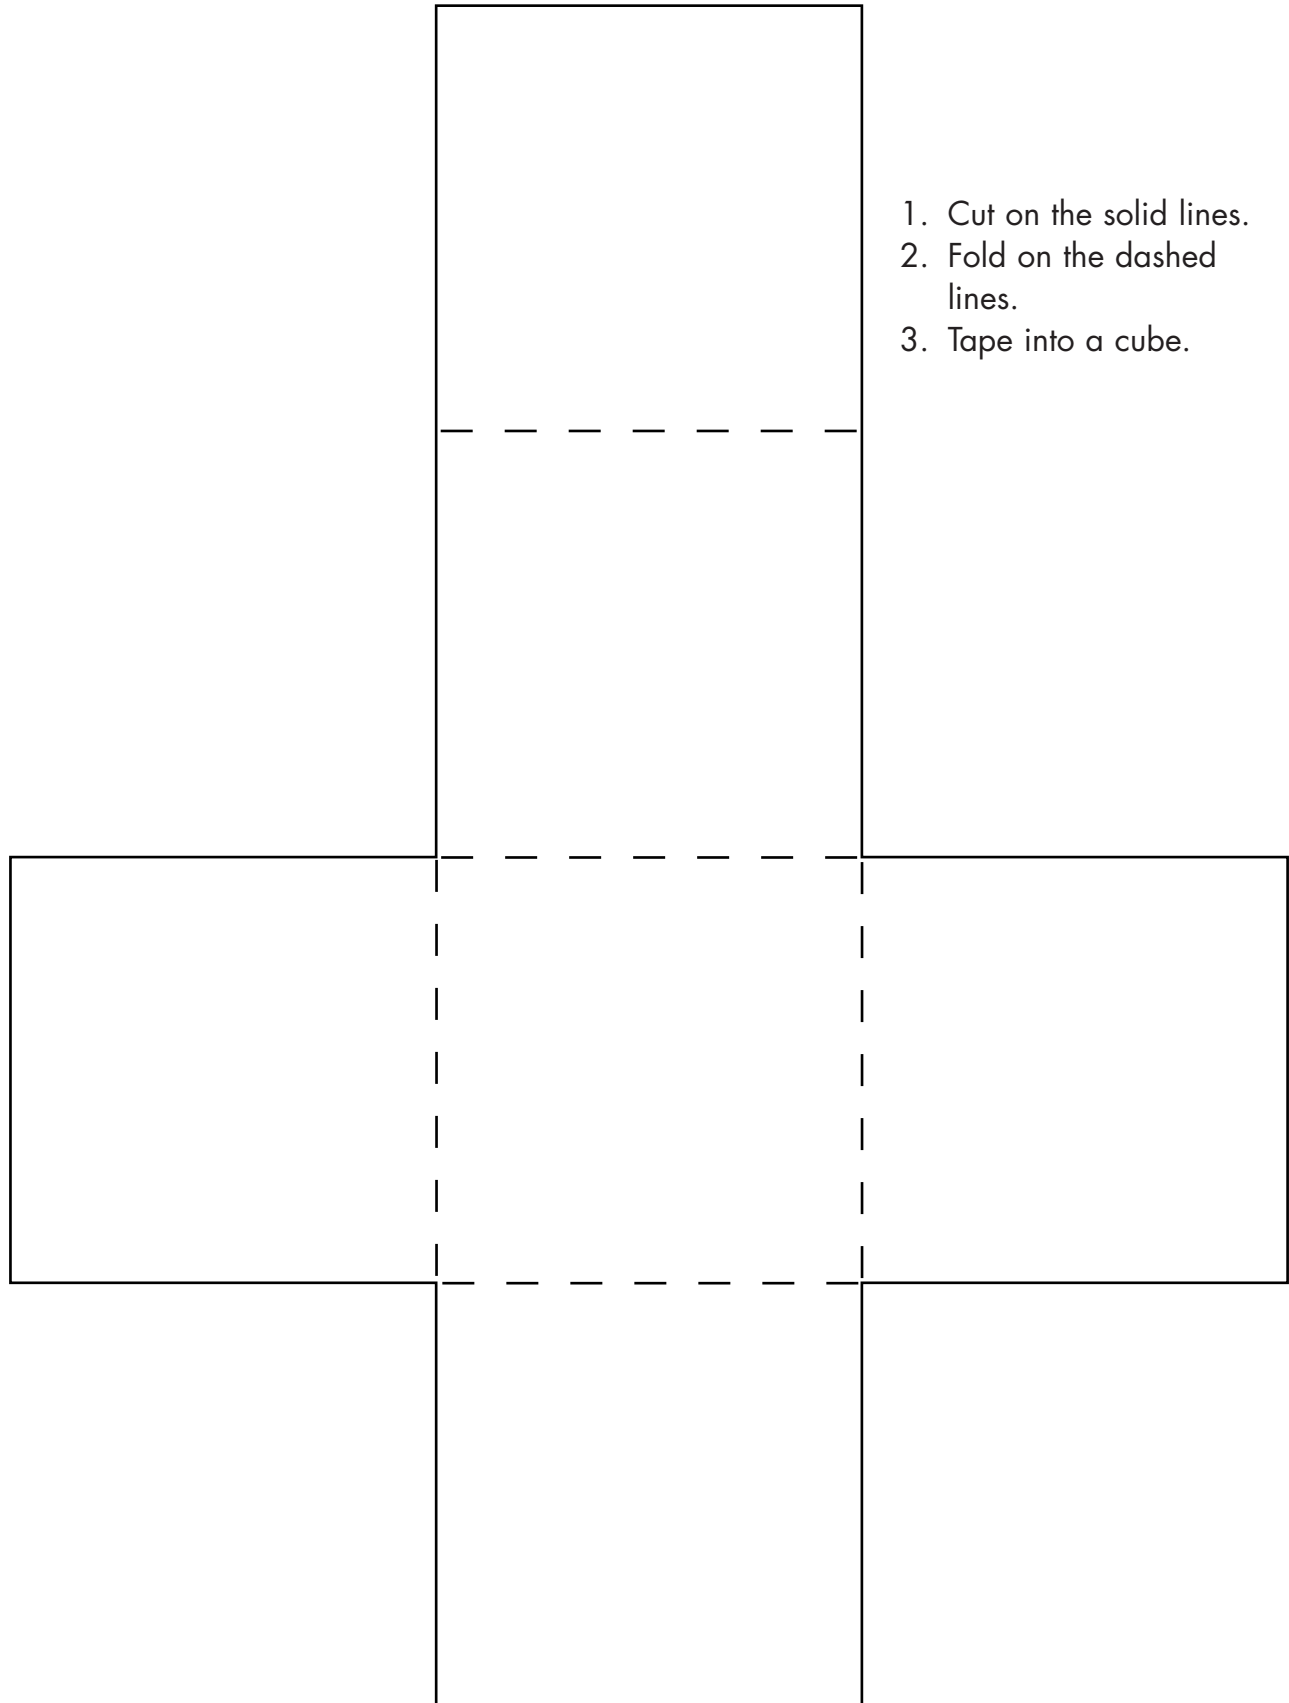 1. Cut on the solid lines.
2. Fold on the dashed
lines.
3. Tape into a cube.